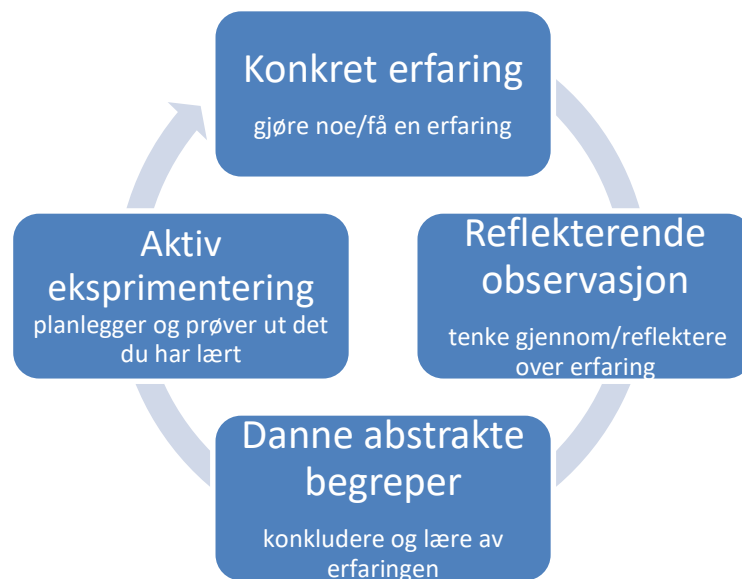 Konkret erfaring
gjøre noe/få en erfaring
Reflekterende
observasjon
tenke gjennom/reflektere
over erfaring
Danne abstrakte
begreper
konkludere og lære av
erfaringen
Aktiv
eksprimentering
planlegger og prøver ut det
du har lært